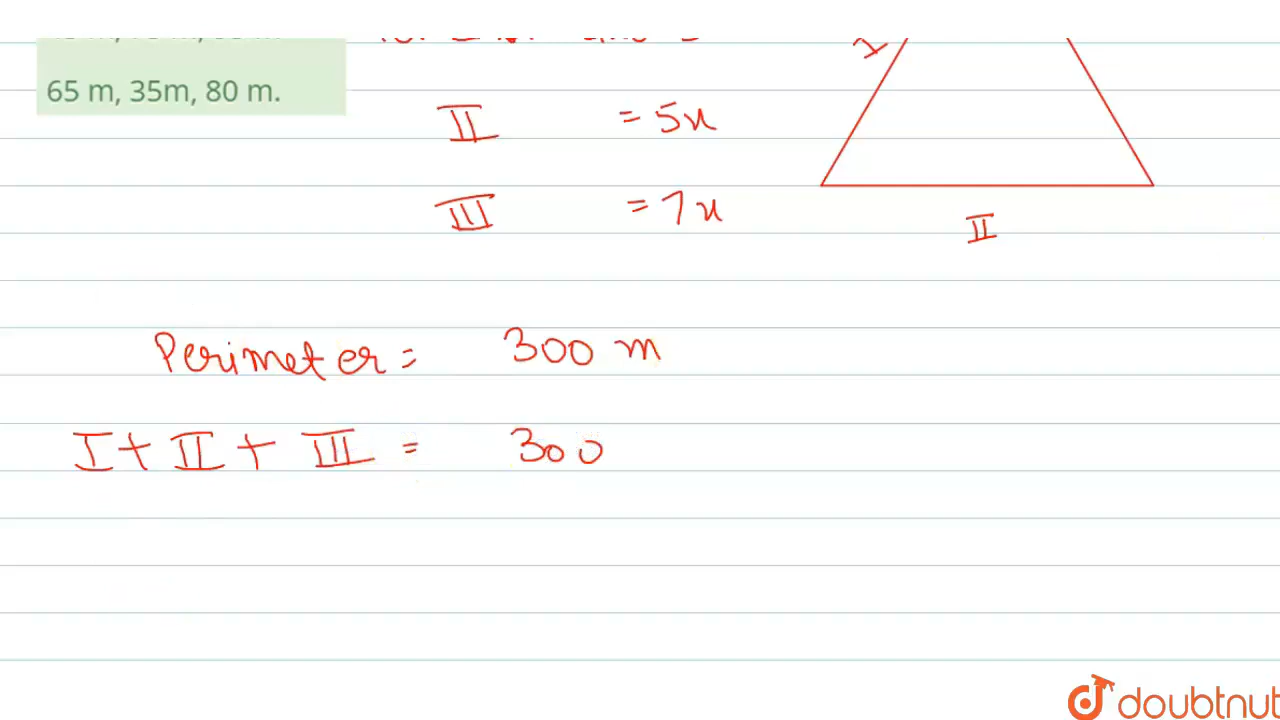 65 m, 35m, 80 m.
I
II = 5x
III = 7x
II
Perimeter = 300 m
I + II + III = 300
doubtnut